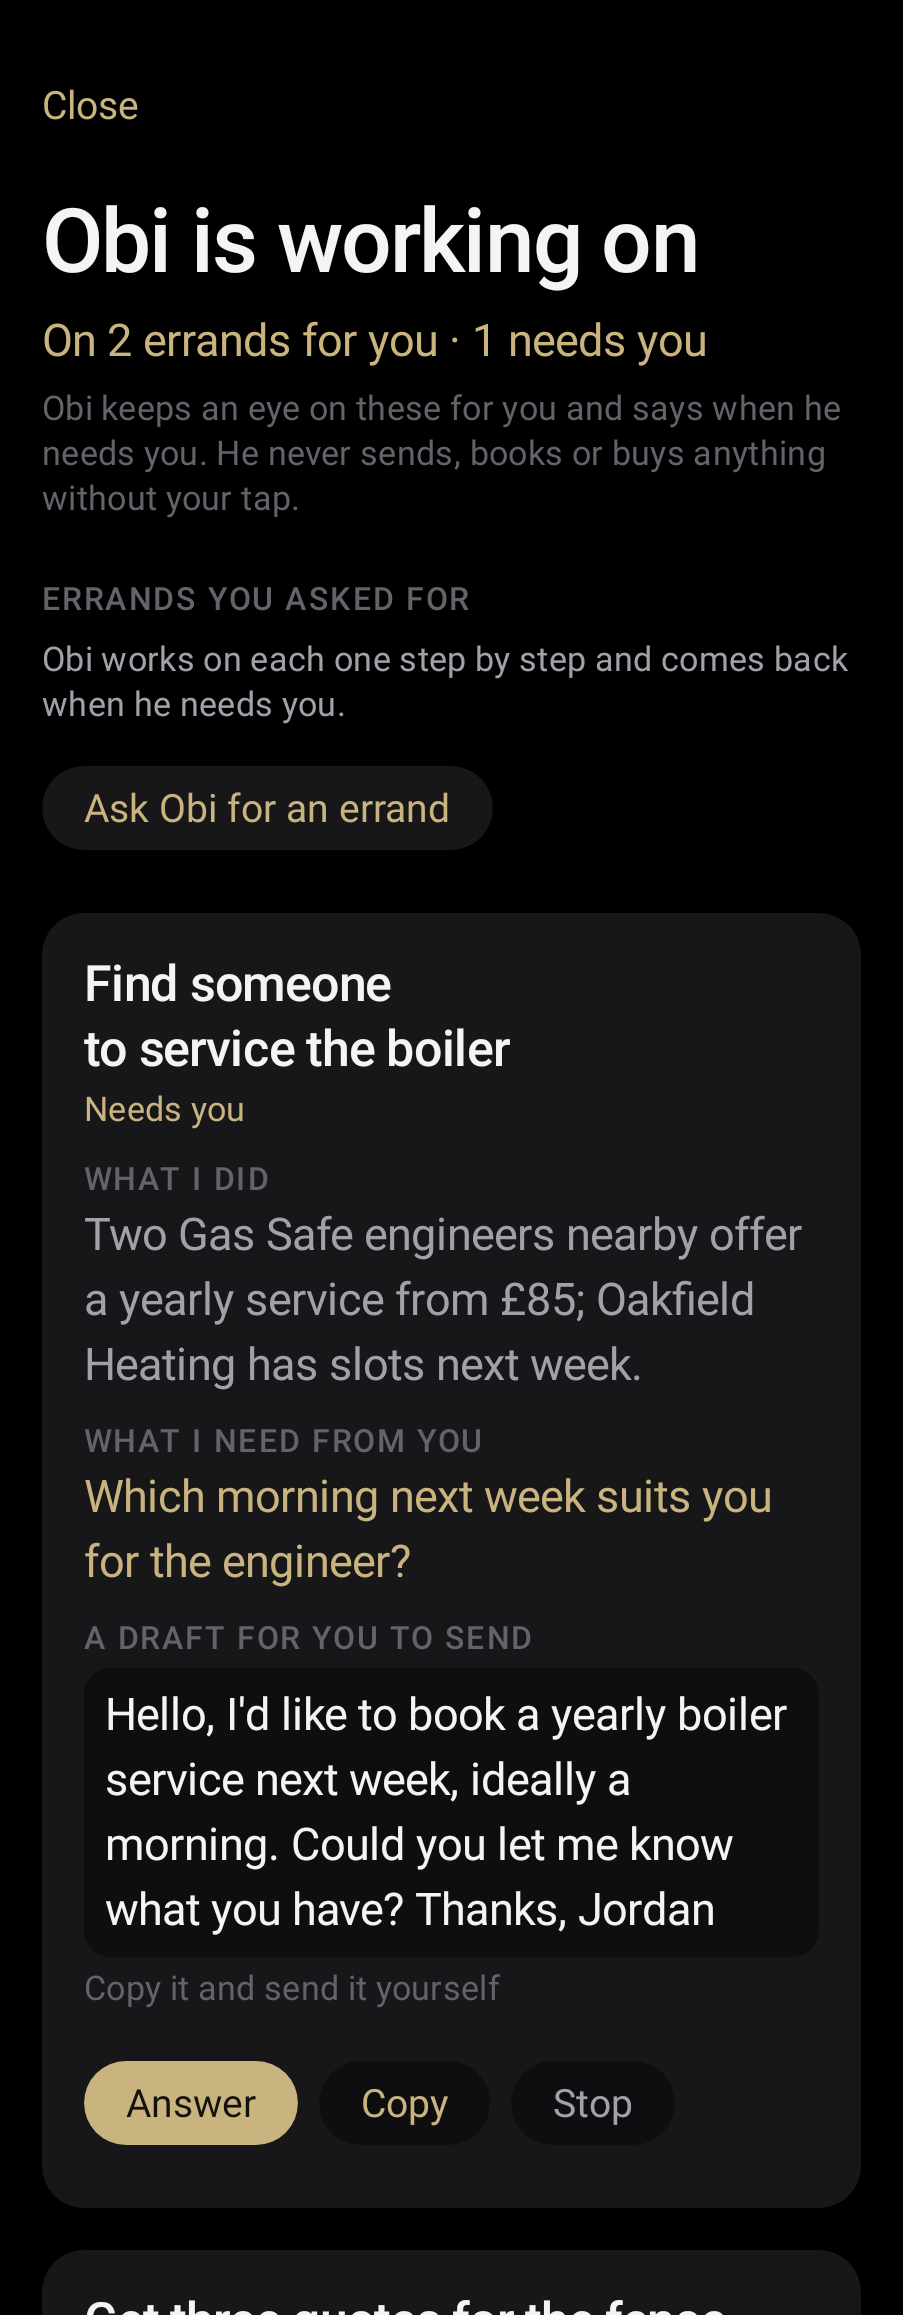 Close
Obi is working on
On 2 errands for you · 1 needs you
Obi keeps an eye on these for you and says when he
needs you. He never sends, books or buys anything
without your tap.
ERRANDS YOU ASKED FOR
Obi works on each one step by step and comes back
when he needs you.
Ask Obi for an errand
Find someone
to service the boiler
Needs you
WHAT I DID
Two Gas Safe engineers nearby offer
a yearly service from £85; Oakfield
Heating has slots next week.
WHAT I NEED FROM YOU
Which morning next week suits you
for the engineer?
A DRAFT FOR YOU TO SEND
Hello, I'd like to book a yearly boiler
service next week, ideally a
morning. Could you let me know
what you have? Thanks, Jordan
Copy it and send it yourself
Answer Copy Stop
Get three quotes for the fence